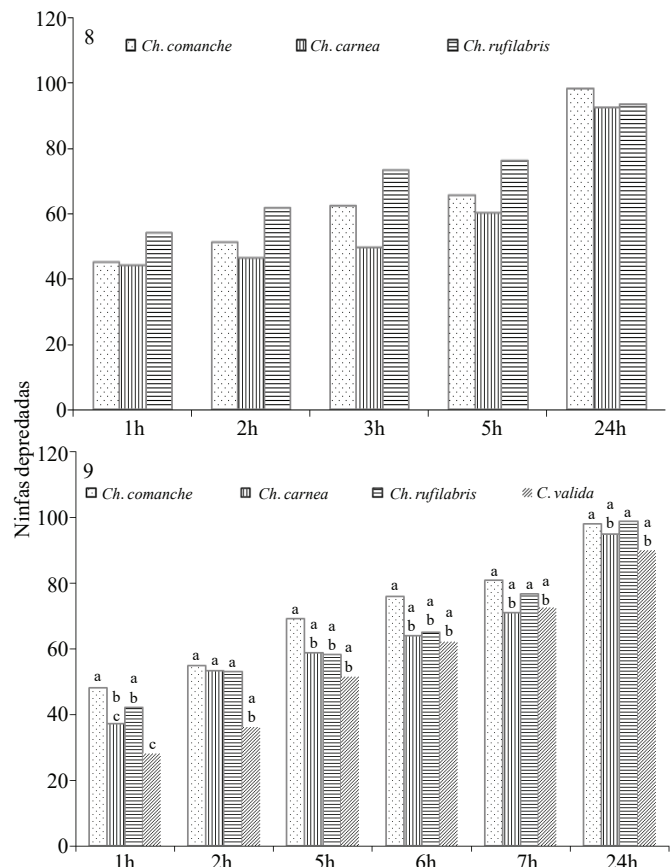 Ninfas depredadas
120
8
Ch. comanche Ch. carnea Ch. rufilabris
100
80
60
40
20
0
1h 2h 3h 5h 24h
120
9
Ch. comanche Ch. carnea Ch. rufilabris C. valida
100
80
60
40
20
0
a b c a b c
a a a a b
a a b a b a b
a a b a b a b
a a b a a b
a a b a a b
1h 2h 5h 6h 7h 24h